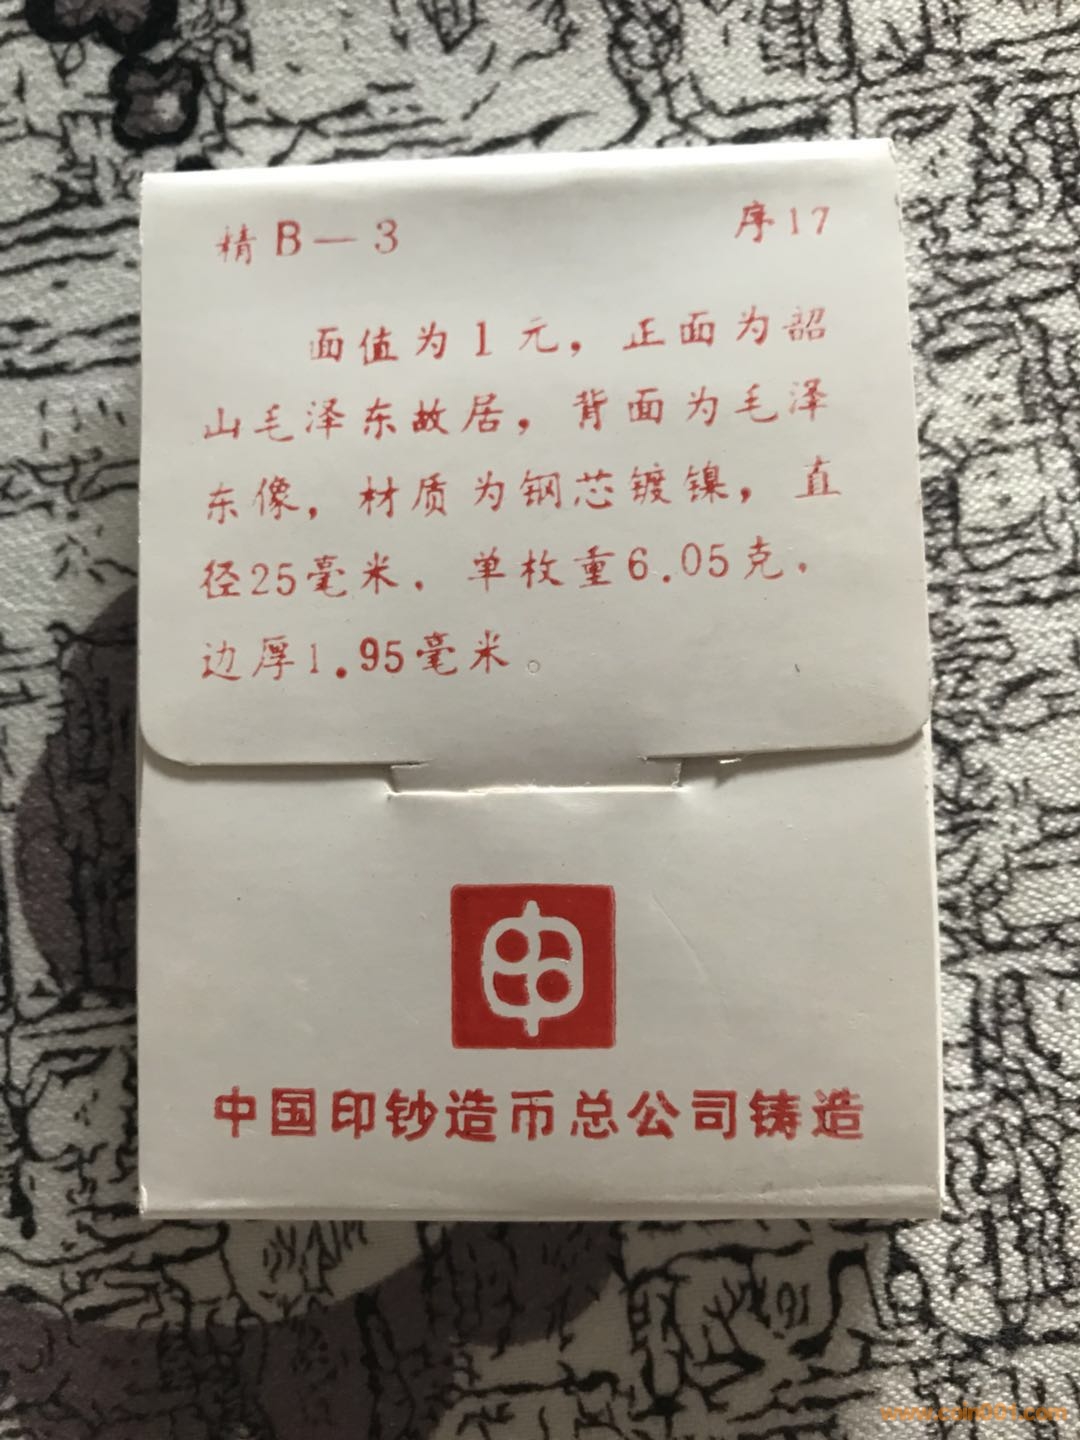 精B—3 序17
面值为1元，正面为韶
山毛泽东故居，背面为毛泽
东像，材质为钢芯镀镍，直
径25毫米．单枚重6.05克．
边厚1.95毫米。
中国印钞造币总公司铸造
www.coin001.com